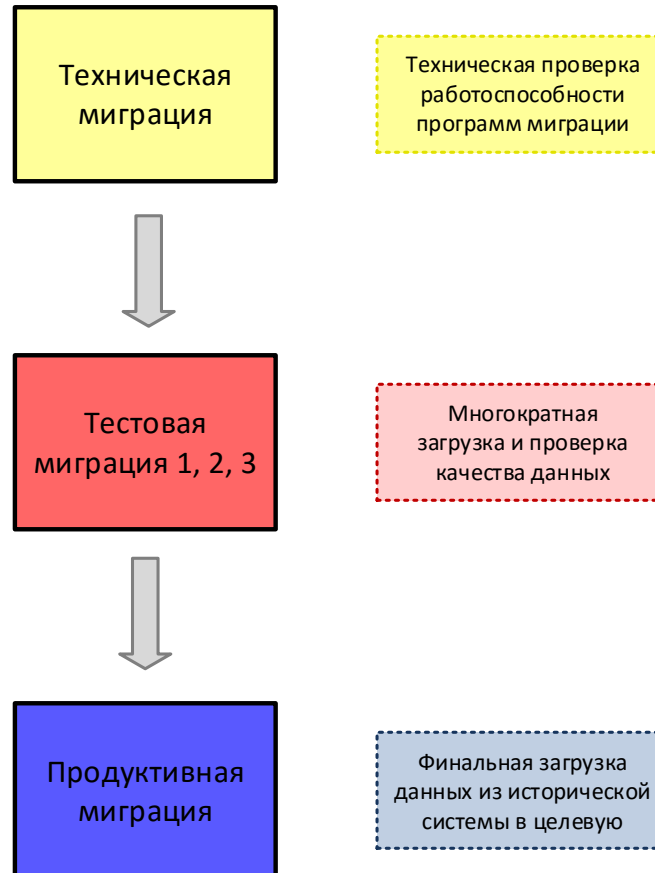 Техническая
миграция
Техническая проверка
работоспособности
программ миграции
Тестовая
миграция 1, 2, 3
Многократная
загрузка и проверка
качества данных
Продуктивная
миграция
Финальная загрузка
данных из исторической
системы в целевую